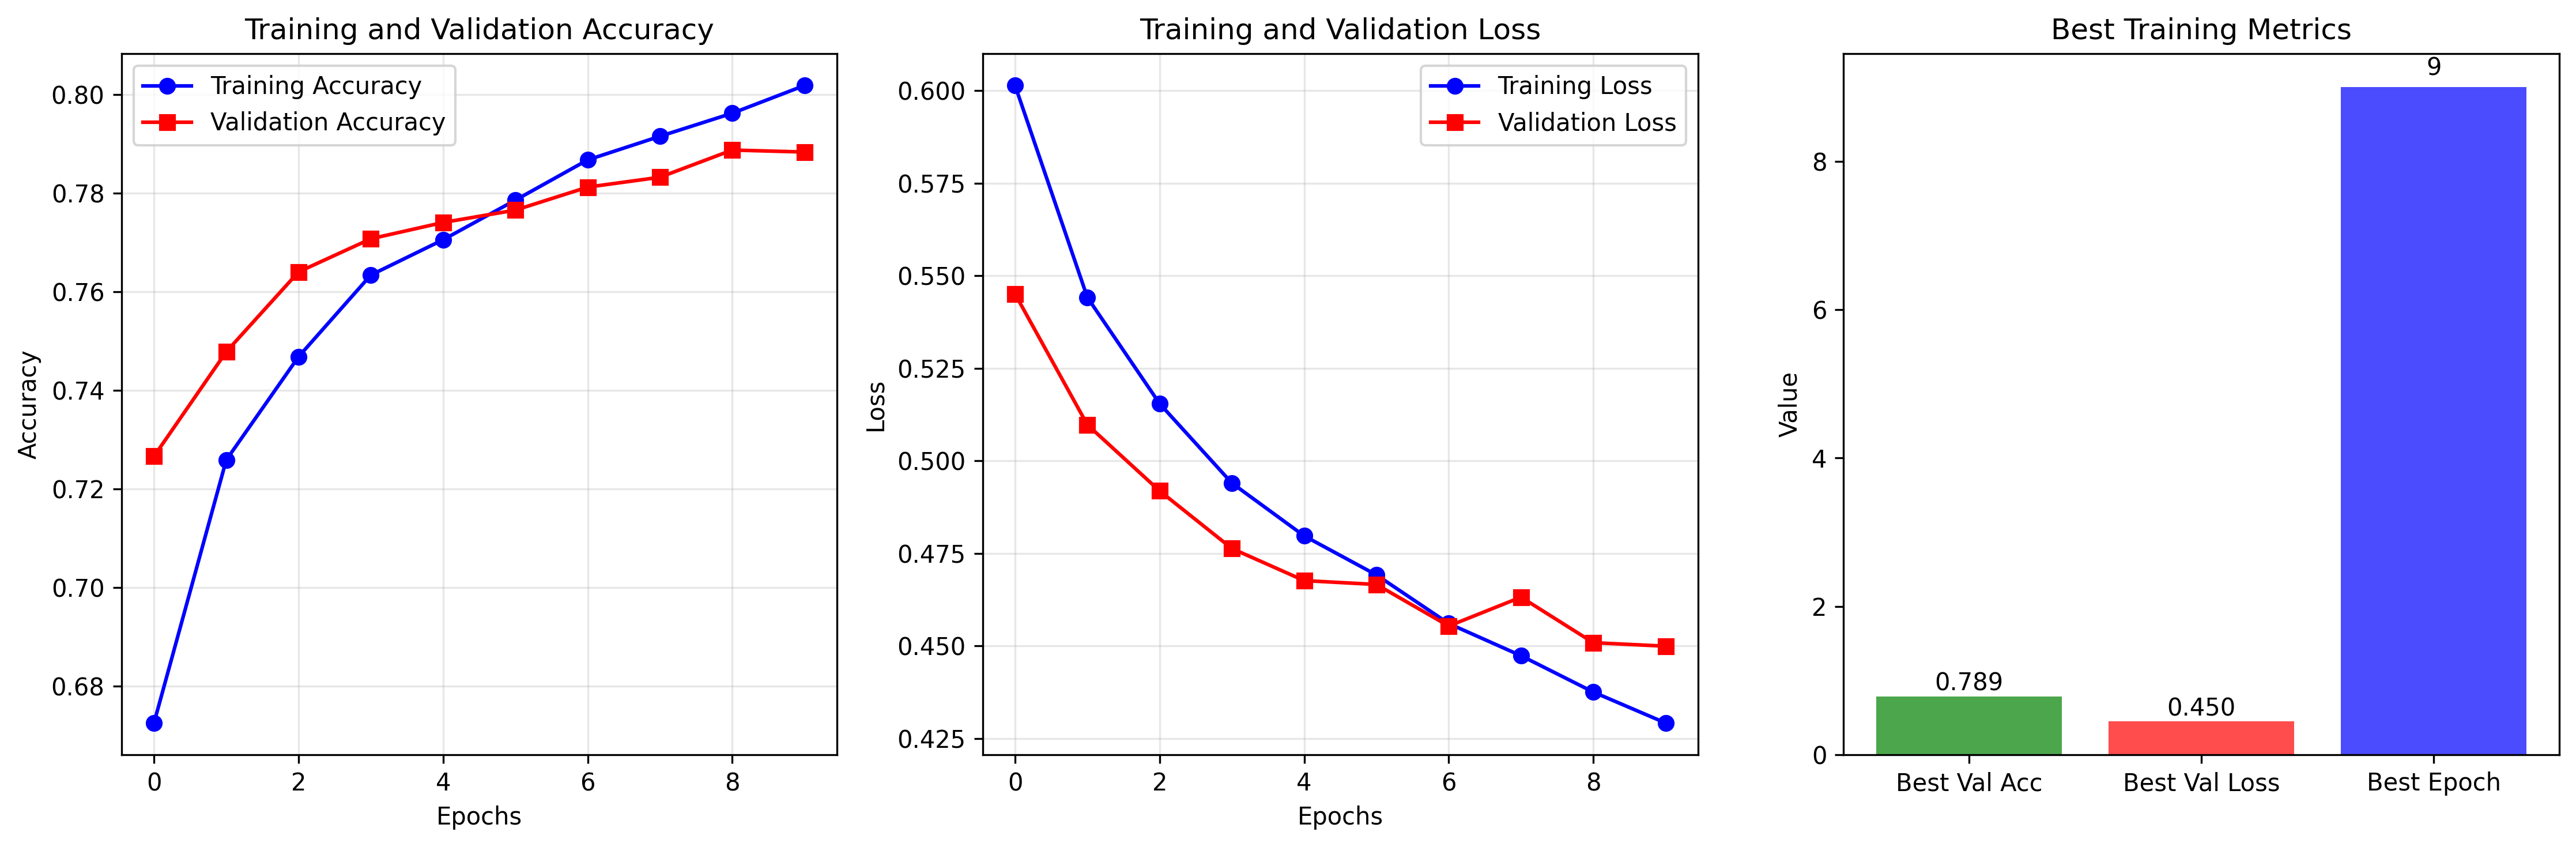 Training and Validation Accuracy
Training Accuracy
Validation Accuracy
Accuracy
0.80
0.78
0.76
0.74
0.72
0.70
0.68
0 2 4 6 8
Epochs
Training and Validation Loss
Training Loss
Validation Loss
Loss
0.600
0.575
0.550
0.525
0.500
0.475
0.450
0.425
0 2 4 6 8
Epochs
Best Training Metrics
Value
8
6
4
2
0
0.789
0.450
9
Best Val Acc Best Val Loss Best Epoch